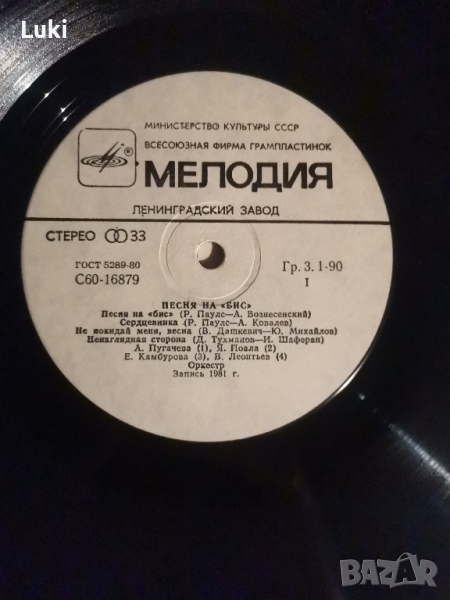 Luki
МИНИСТЕРСТВО КУЛЬТУРЫ СССР
ВСЕСОЮЗНАЯ ФИРМА ГРАМПЛАСТИНОК
МЕЛОДИЯ
ЛЕНИНГРАДСКИЙ ЗАВОД
СТЕРЕО 33
ГОСТ 5289-80
С60-16879
Гр. 3. 1-90
I
ПЕСНЯ НА «БИС»
Песня на «бис» (Р. Паулс—А. Вознесенский)
Сердцевинка (Р. Паулс—А. Ковалев)
Не покидай меня, весна (В. Дашкевич—Ю. Михайлов)
Ненаглядная сторона (Д. Тухманов—И. Шаферан)
А. Пугачева (1), Я. Йоала (2)
Е. Камбурова (3), В. Леонтьев (4)
Оркестр
Запись 1981 г.
BAZAR